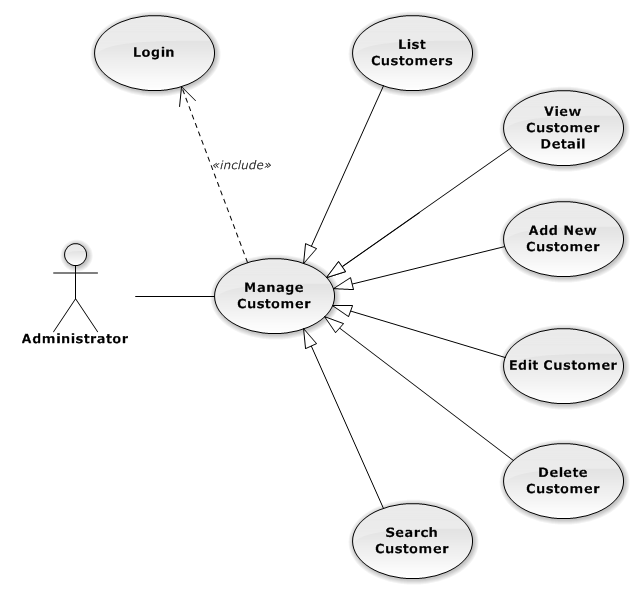 Login
List
Customers
View
Customer
Detail
«include»
Add New
Customer
Manage
Customer
Administrator
Edit Customer
Delete
Customer
Search
Customer